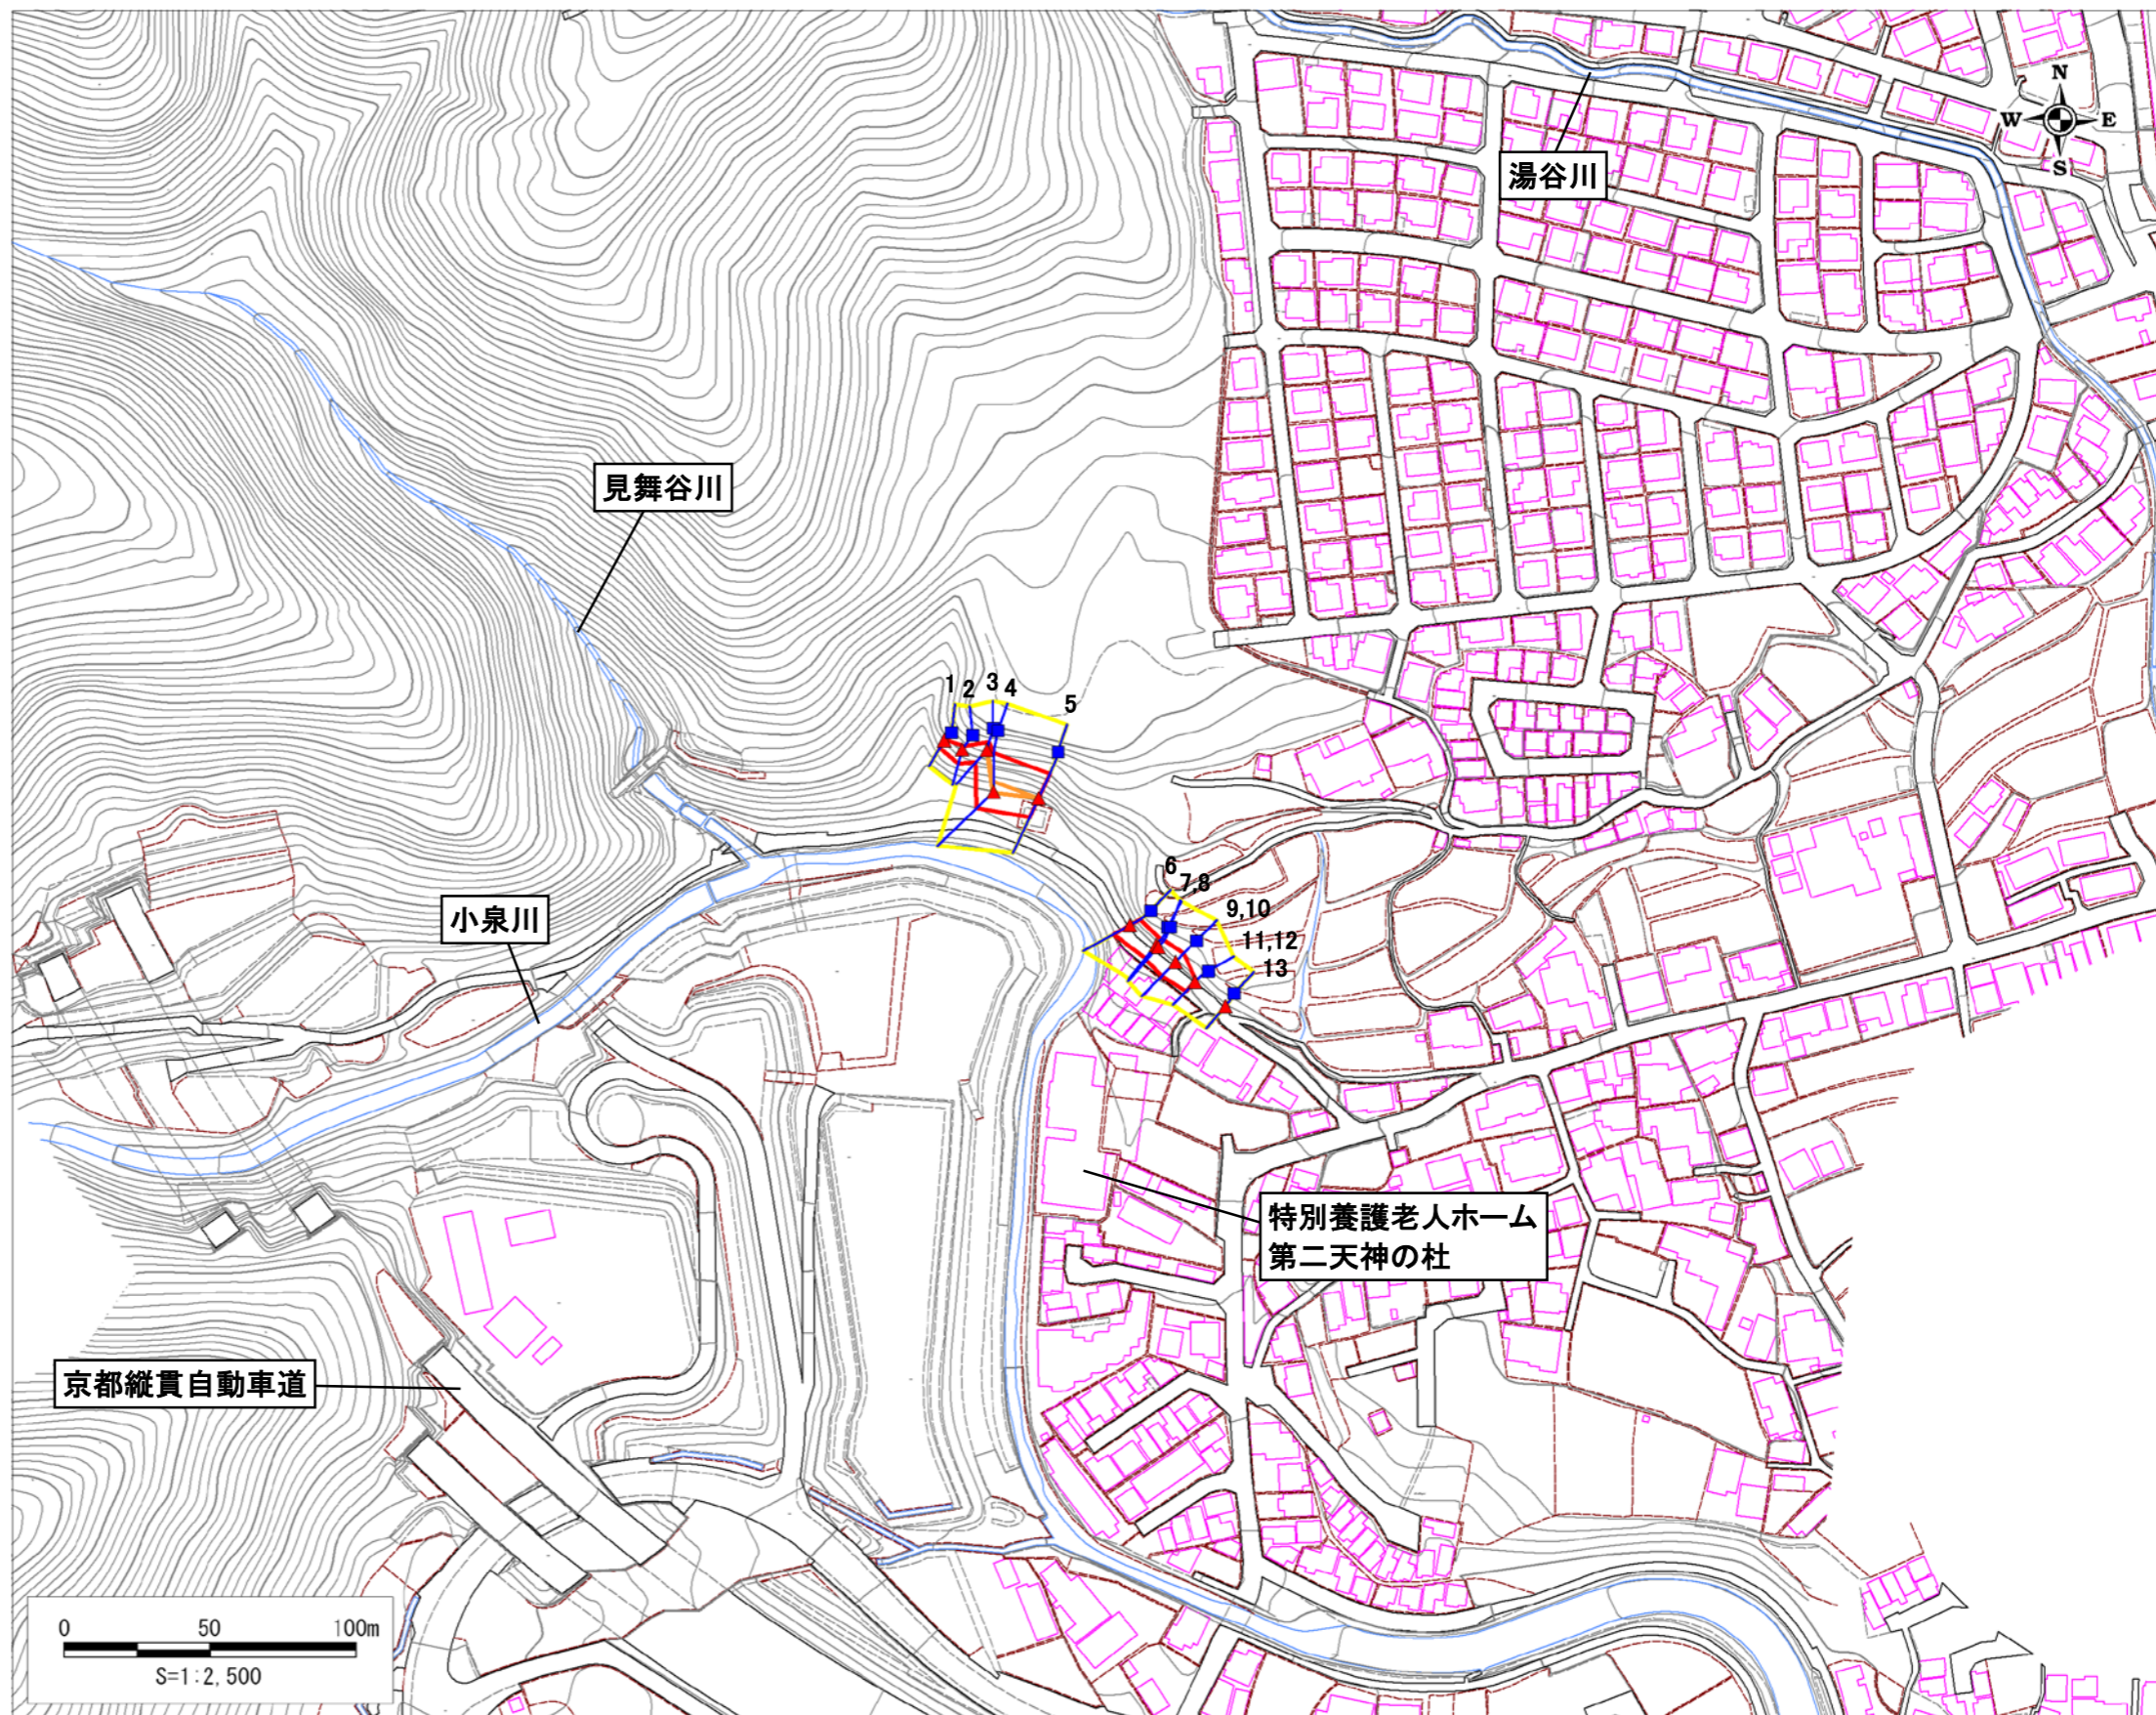 N
W E
S
湯谷川
見舞谷川
1 2 3 4
5
6
7,8
小泉川
9,10
11,12
13
特別養護老人ホーム
第二天神の杜
京都縦貫自動車道
0 50 100m
S=1:2,500